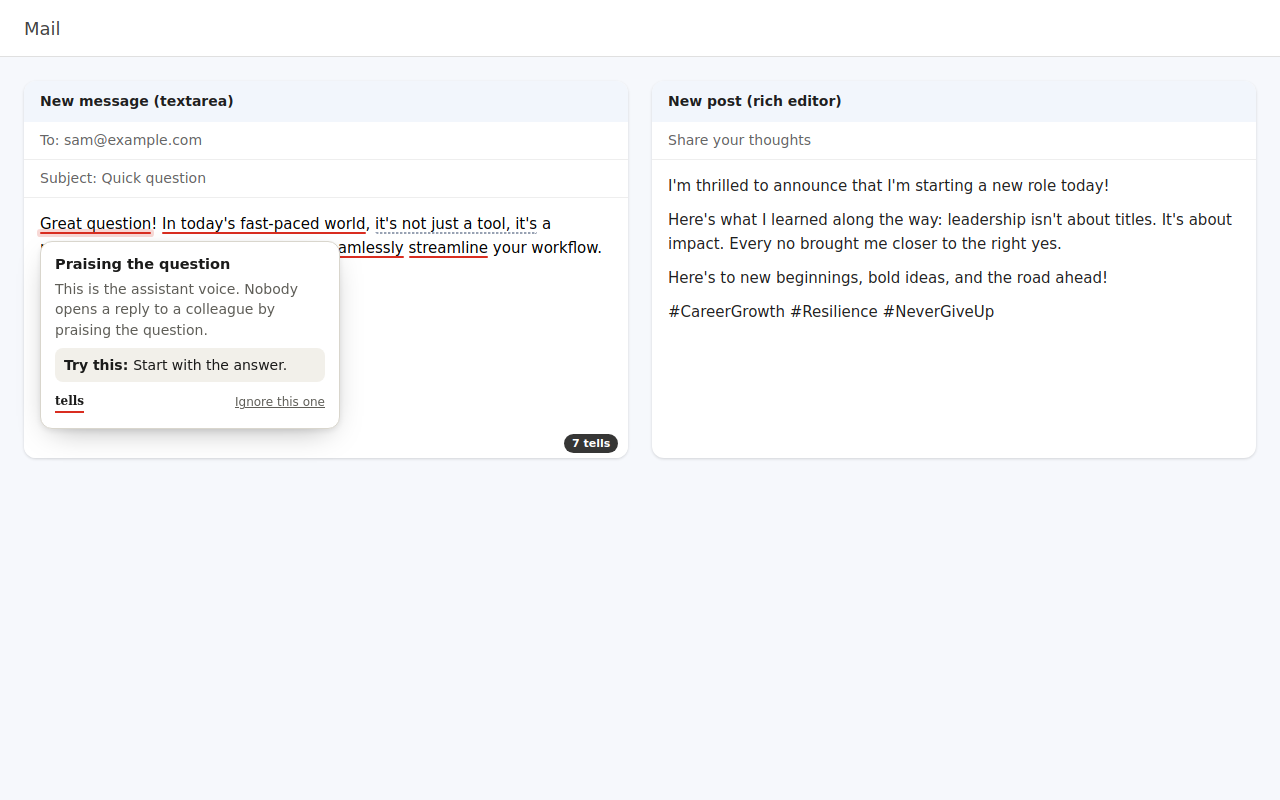 Mail
New message (textarea)
To: sam@example.com
Subject: Quick question
Great question! In today's fast-paced world, it's not just a tool, it's a
streamline your workflow.
Praising the question
This is the assistant voice. Nobody
opens a reply to a colleague by
praising the question.
Try this: Start with the answer.
tells
Ignore this one
7 tells
New post (rich editor)
Share your thoughts
I'm thrilled to announce that I'm starting a new role today!
Here's what I learned along the way: leadership isn't about titles. It's about
impact. Every no brought me closer to the right yes.
Here's to new beginnings, bold ideas, and the road ahead!
#CareerGrowth #Resilience #NeverGiveUp